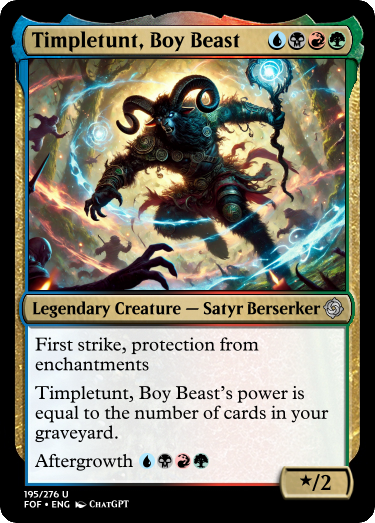 Timpletunt, Boy Beast
Legendary Creature — Satyr Berserker
First strike, protection from
enchantments
Timpletunt, Boy Beast's power is
equal to the number of cards in your
graveyard.
Aftergrowth
★/2
195/276 U
FOF • ENG ChatGPT